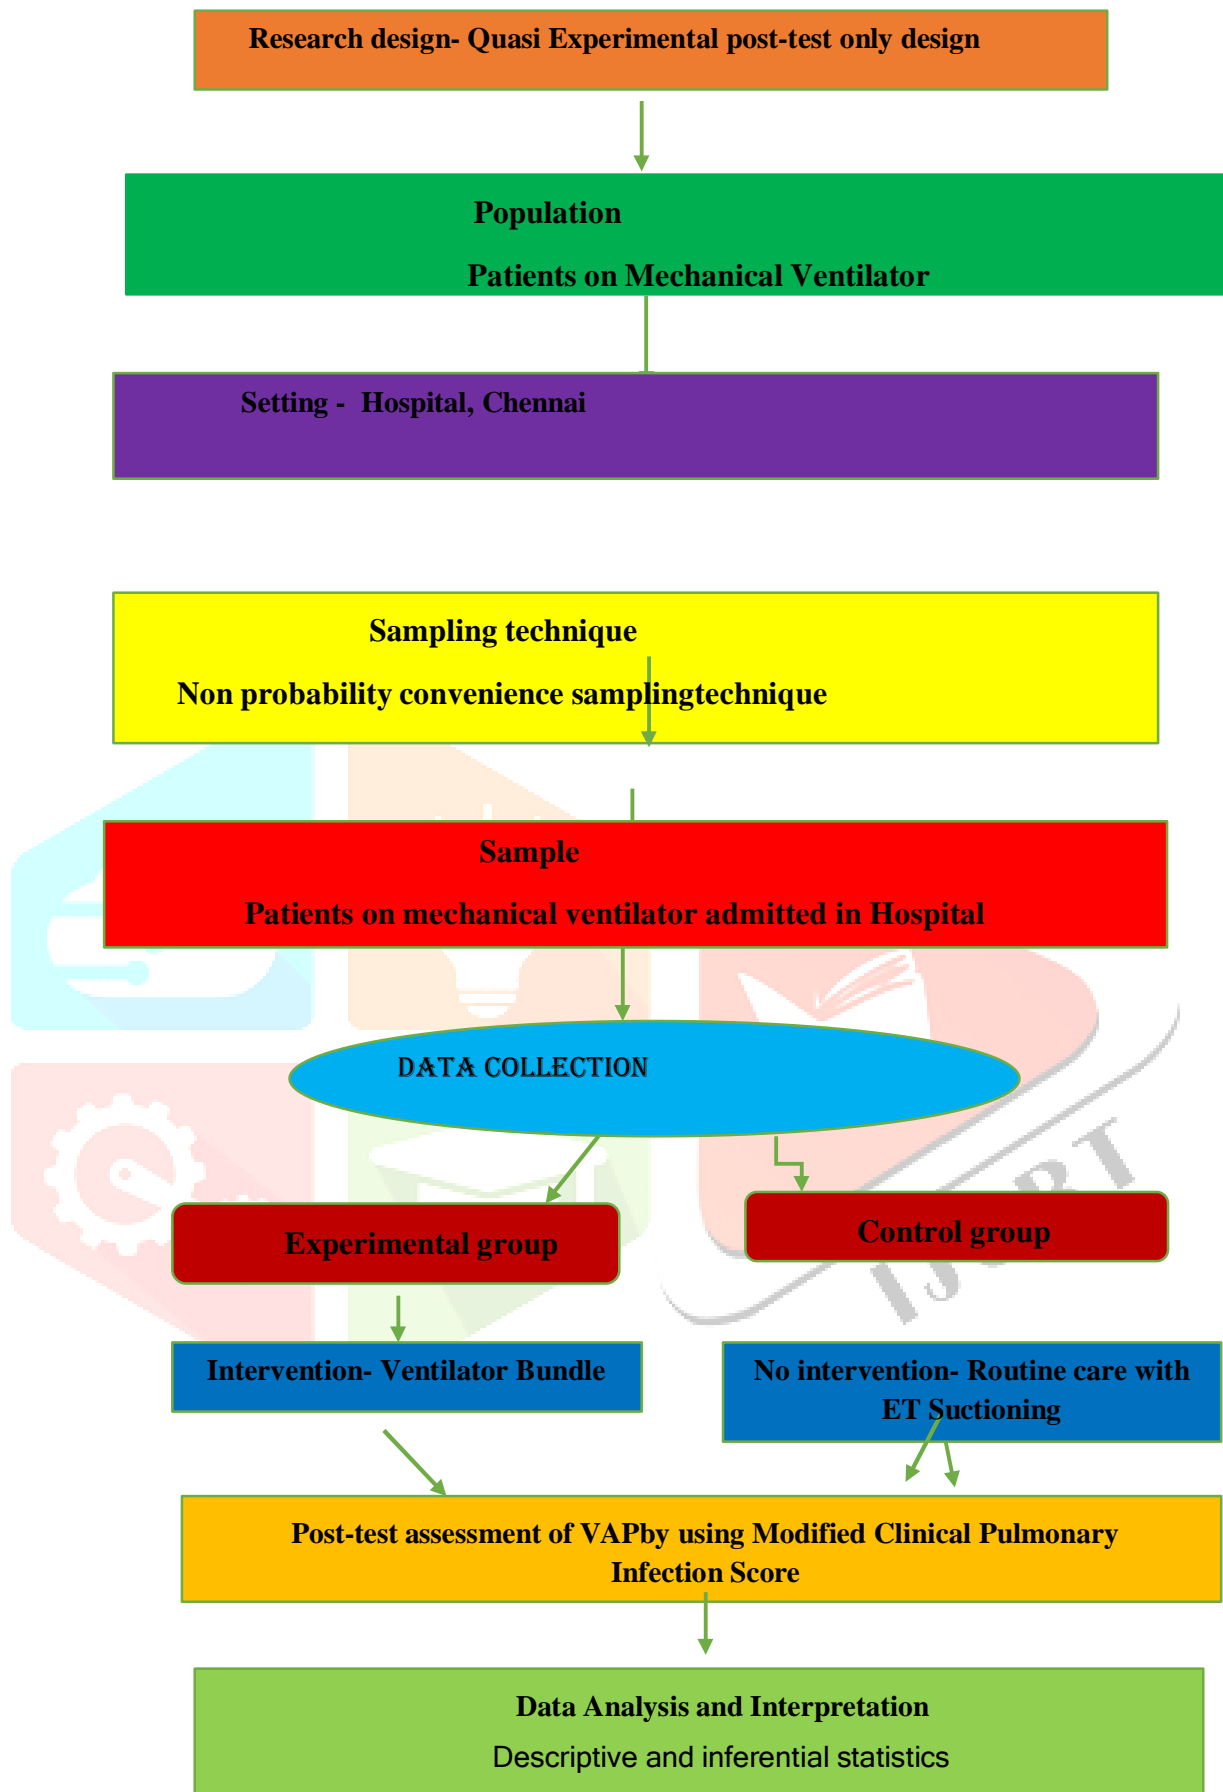 Research design- Quasi Experimental post-test only design
Population
Patients on Mechanical Ventilator
Setting - Hospital, Chennai
Sampling technique
Non probability convenience samplingtechnique
Sample
Patients on mechanical ventilator admitted in Hospital
DATA COLLECTION
Experimental group
Control group
Intervention- Ventilator Bundle
No intervention- Routine care with
ET Suctioning
Post-test assessment of VAPby using Modified Clinical Pulmonary
Infection Score
Data Analysis and Interpretation
Descriptive and inferential statistics